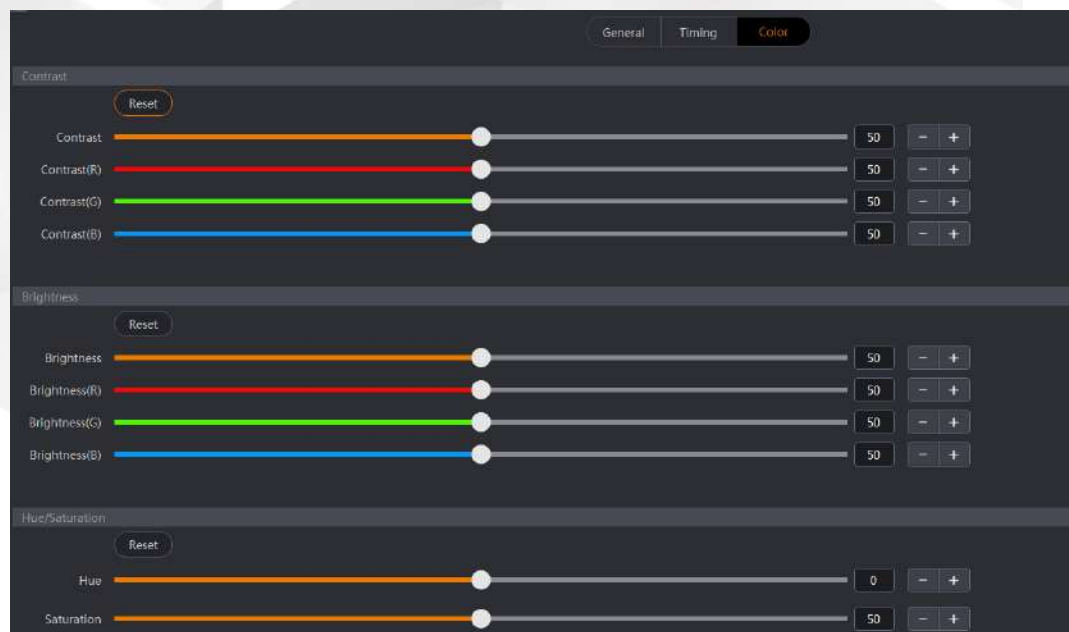 General Timing Color
Contrast
Reset
Contrast 50 − +
Contrast(R) 50 − +
Contrast(G) 50 − +
Contrast(B) 50 − +
Brightness
Reset
Brightness 50 − +
Brightness(R) 50 − +
Brightness(G) 50 − +
Brightness(B) 50 − +
Hue/Saturation
Reset
Hue 0 − +
Saturation 50 − +